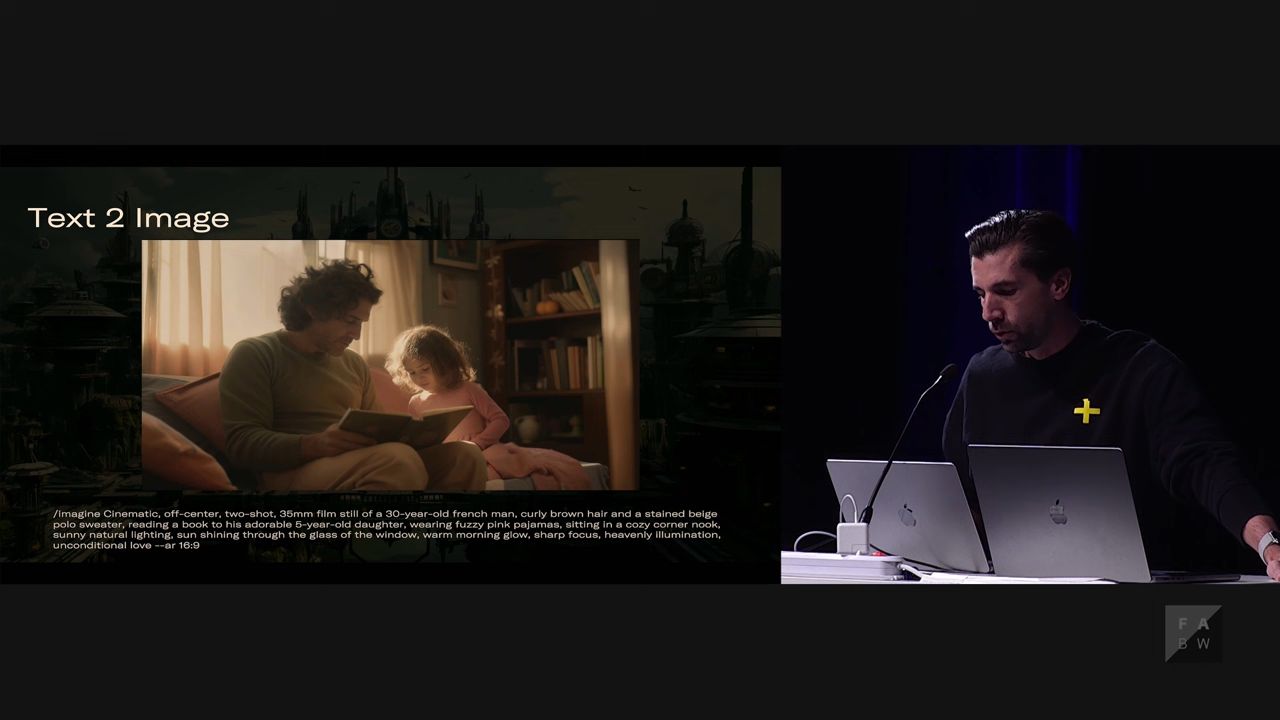 Text 2 Image
/imagine Cinematic, off-center, two-shot, 35mm film still of a 30-year-old french man, curly brown hair and a stained beige
polo sweater, reading a book to his adorable 5-year-old daughter, wearing fuzzy pink pajamas, sitting in a cozy corner nook,
sunny natural lighting, sun shining through the glass of the window, warm morning glow, sharp focus, heavenly illumination,
unconditional love --ar 16:9
F A
B W